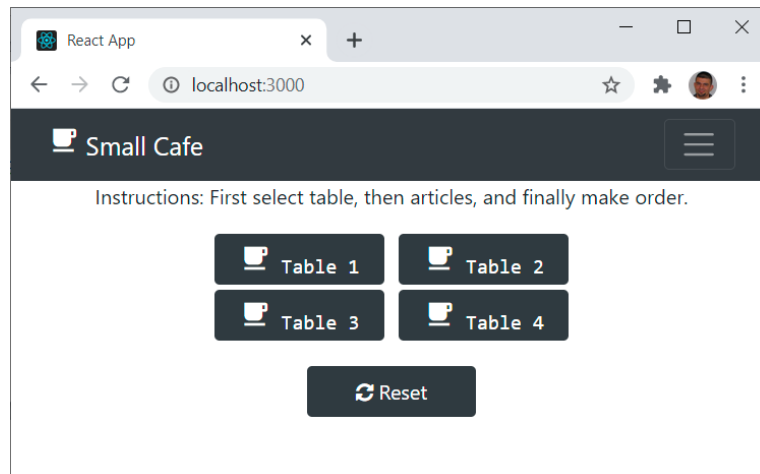 React App
localhost:3000
Small Cafe
Instructions: First select table, then articles, and finally make order.
Table 1 Table 2
Table 3 Table 4
Reset